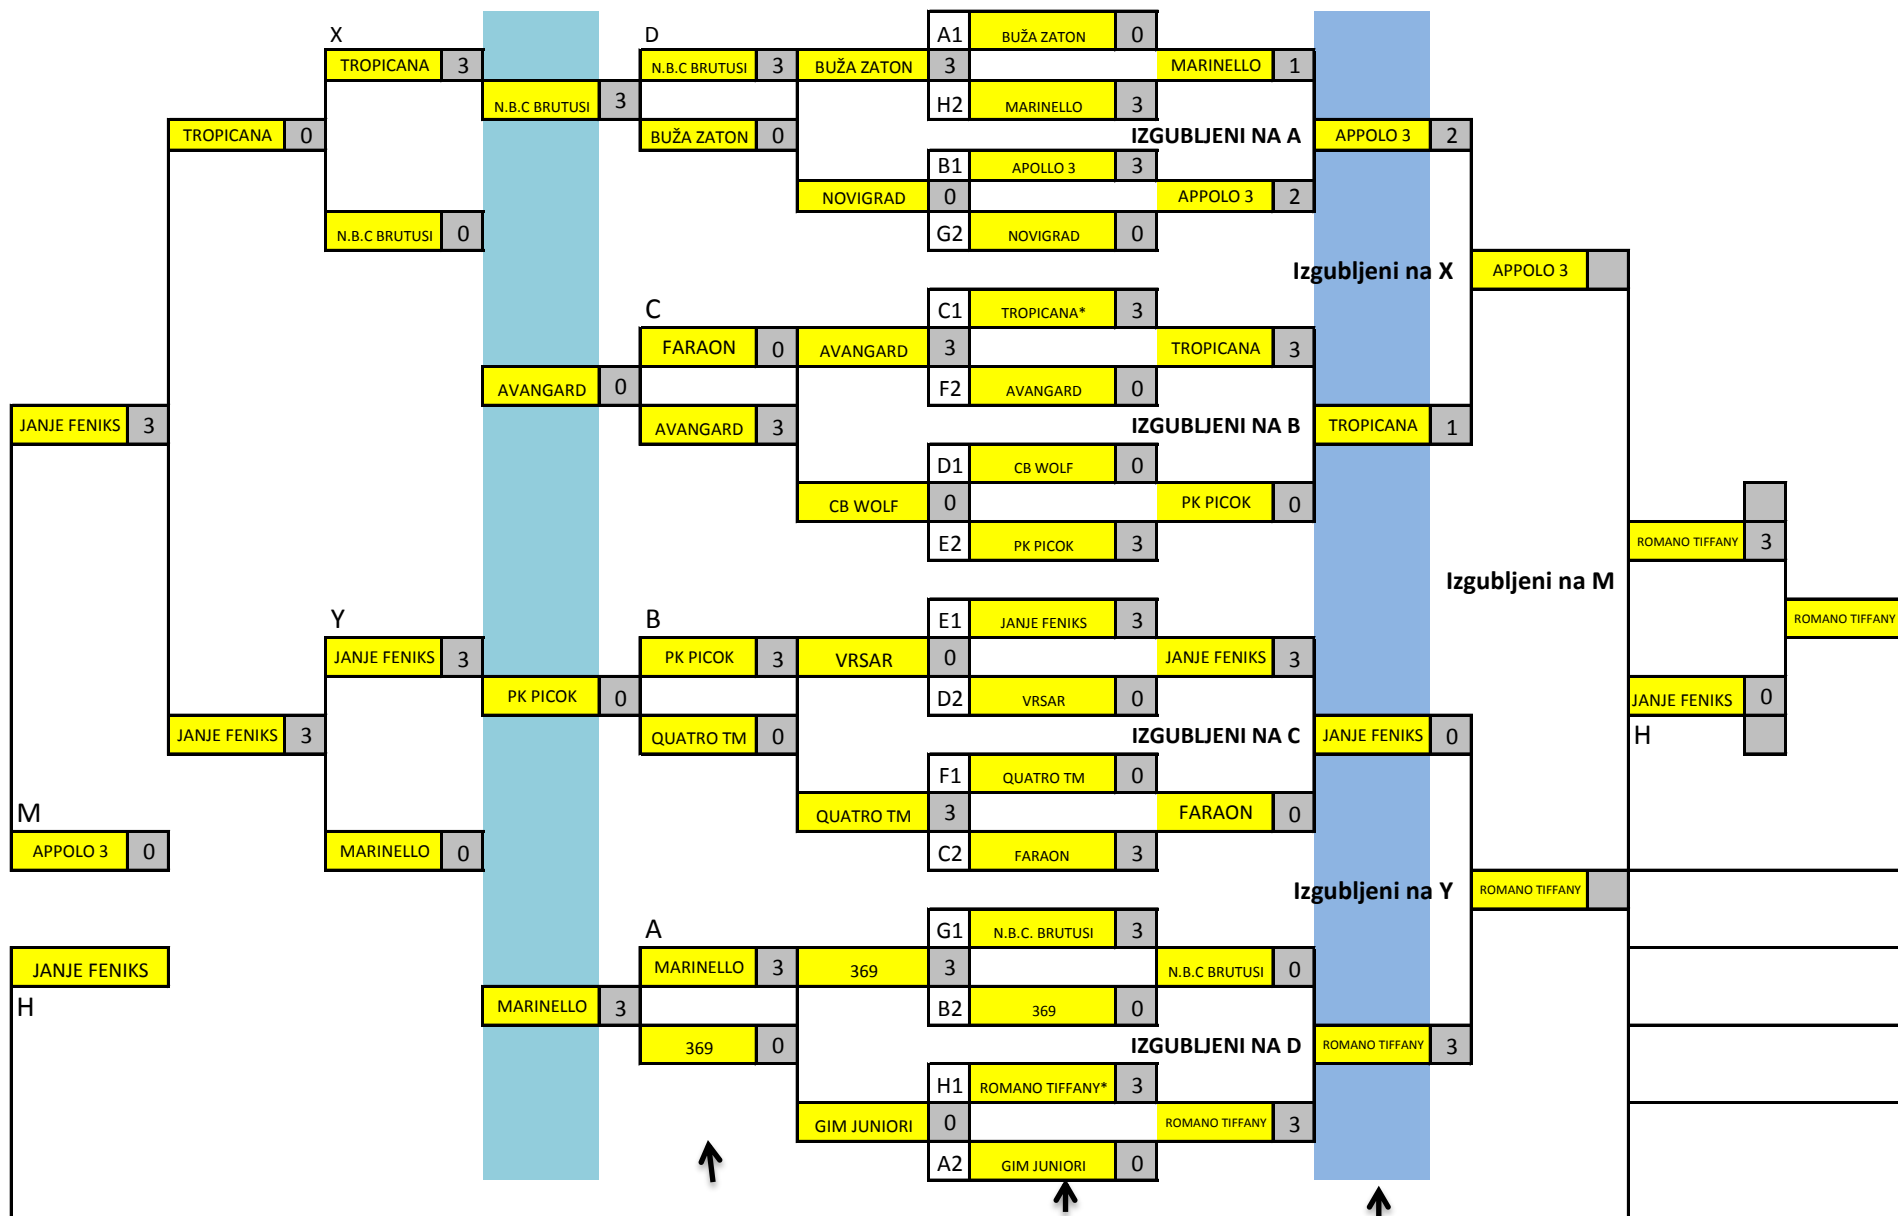 X D A1 BUŽA ZATON 0
TROPICANA 3 N.B.C BRUTUSI 3 BUŽA ZATON 3 MARINELLO 1
N.B.C BRUTUSI 3 H2 MARINELLO 3
TROPICANA 0 BUŽA ZATON 0 IZGUBLJENI NA A APPOLO 3 2
B1 APOLLO 3 3
NOVIGRAD 0 APPOLO 3 2
N.B.C BRUTUSI 0 G2 NOVIGRAD 0
Izgubljeni na X APPOLO 3
C C1 TROPICANA* 3
FARAON 0 AVANGARD 3 TROPICANA 3
AVANGARD 0 F2 AVANGARD 0
JANJE FENIKS 3 AVANGARD 3 IZGUBLJENI NA B TROPICANA 1
D1 CB WOLF 0
CB WOLF 0 PK PICOK 0
E2 PK PICOK 3 ROMANO TIFFANY 3
Izgubljeni na M
Y B E1 JANJE FENIKS 3 ROMANO TIFFANY
JANJE FENIKS 3 PK PICOK 3 VRSAR 0 JANJE FENIKS 3
PK PICOK 0 D2 VRSAR 0 JANJE FENIKS 0
JANJE FENIKS 3 QUATRO TM 0 IZGUBLJENI NA C JANJE FENIKS 0 H
F1 QUATRO TM 0
M QUATRO TM 3 FARAON 0
APPOLO 3 0 MARINELLO 0 C2 FARAON 3
Izgubljeni na Y ROMANO TIFFANY
A G1 N.B.C. BRUTUSI 3
JANJE FENIKS MARINELLO 3 369 3 N.B.C BRUTUSI 0
H MARINELLO 3 B2 369 0
369 0 IZGUBLJENI NA D ROMANO TIFFANY 3
H1 ROMANO TIFFANY* 3
GIM JUNIORI 0 ROMANO TIFFANY 3
A2 GIM JUNIORI 0